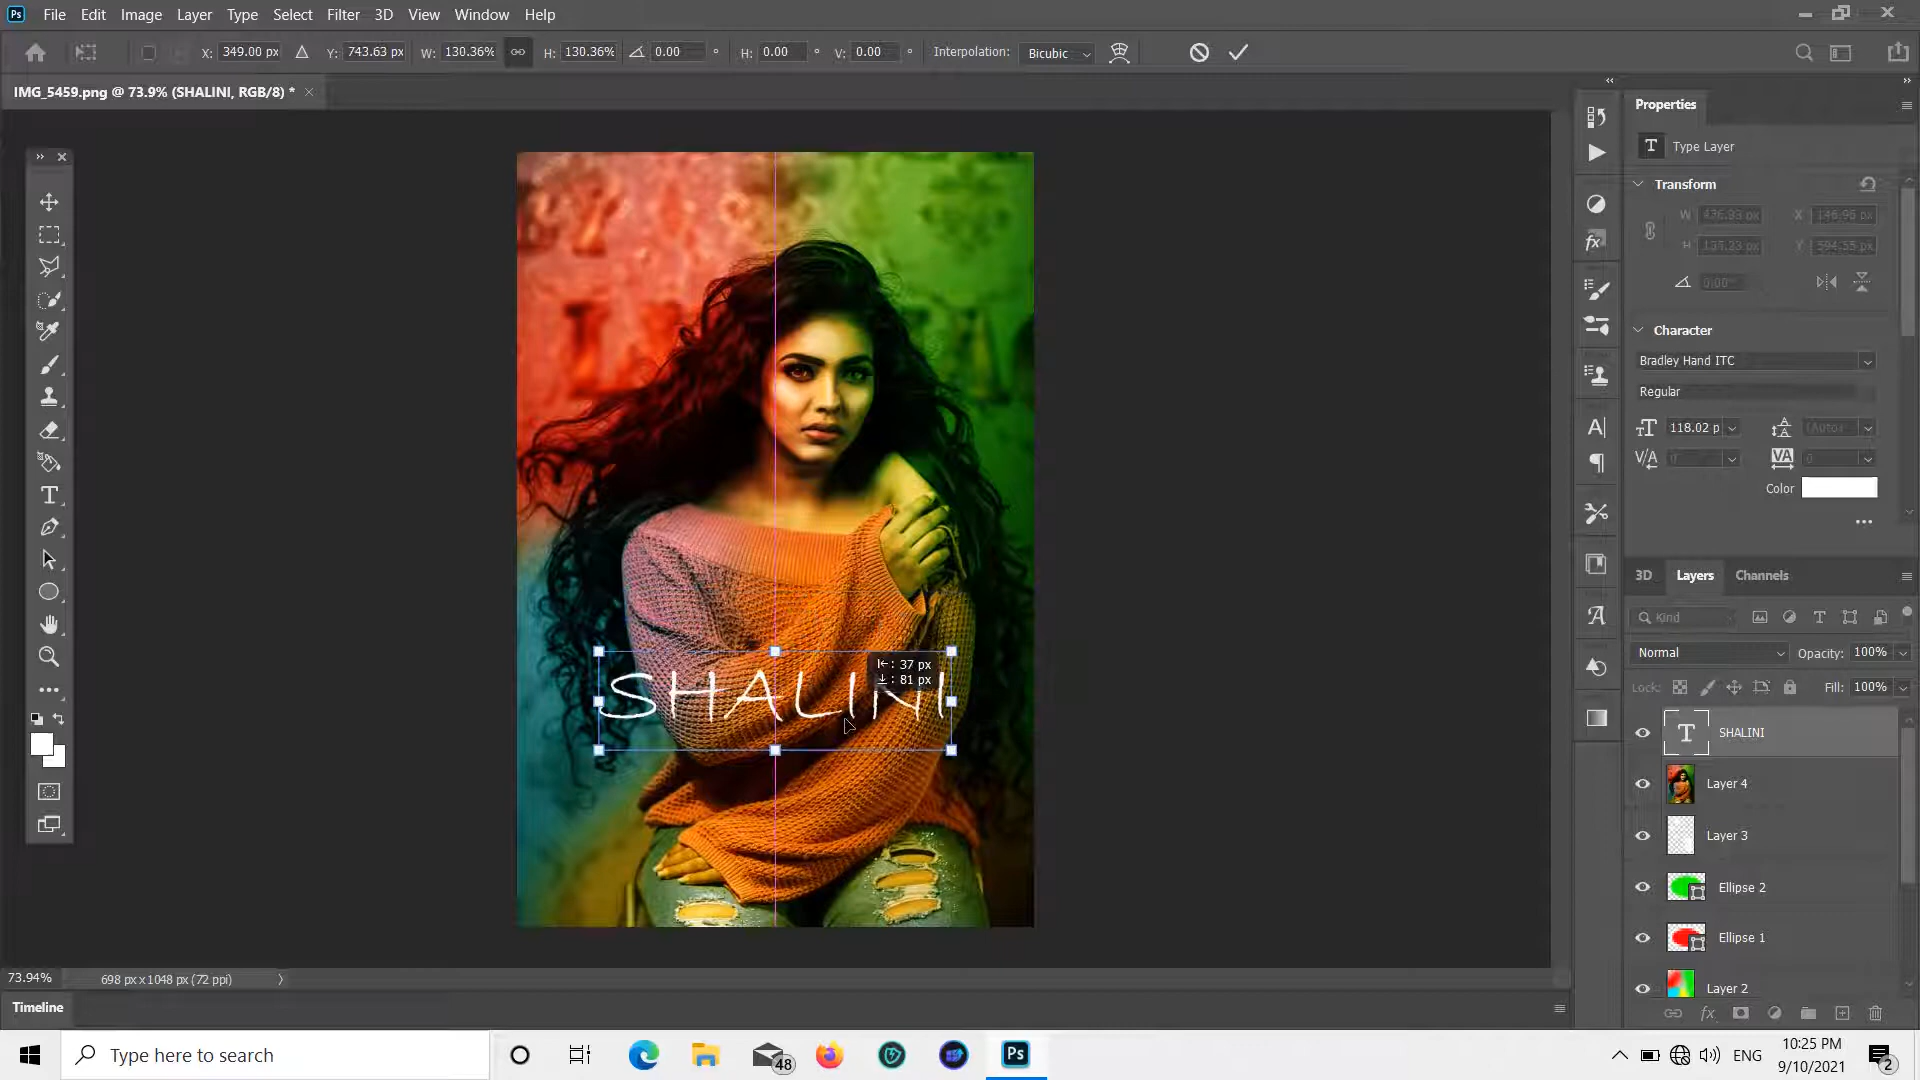 Ps File Edit Image Layer Type Select Filter 3D View Window Help
X: 349.00 px Y: 743.63 px W: 130.36% H: 130.36% 0.00 ° H: 0.00 ° V: 0.00 ° Interpolation: Bicubic
IMG_5459.png @ 73.9% (SHALINI, RGB/8) *
Properties
T Type Layer
Transform
W 436.93 px X 146.96 px
H Y 594.55 px
0.00°
Character
Bradley Hand ITC
Regular
118.02 p (Auto)
0 0
Color
3D Layers Channels
Kind
Normal Opacity: 100%
Lock: Fill: 100%
T SHALINI
Layer 4
Layer 3
Ellipse 2
Ellipse 1
Layer 2
: 37 px
: 81 px
SHALINI
73.94% 698 px x 1048 px (72 ppi)
Timeline
Type here to search
48
Ps
ENG
10:25 PM
9/10/2021
2